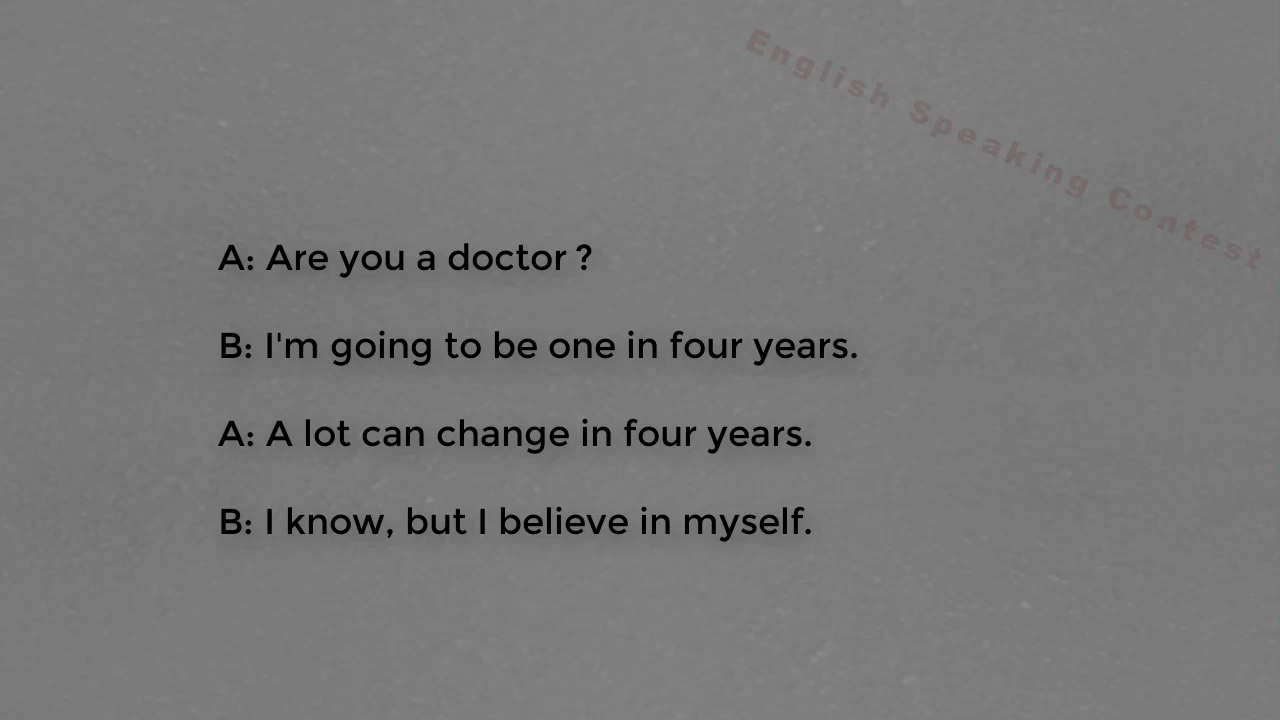 English Speaking Contest
A: Are you a doctor ?
B: I'm going to be one in four years.
A: A lot can change in four years.
B: I know, but I believe in myself.